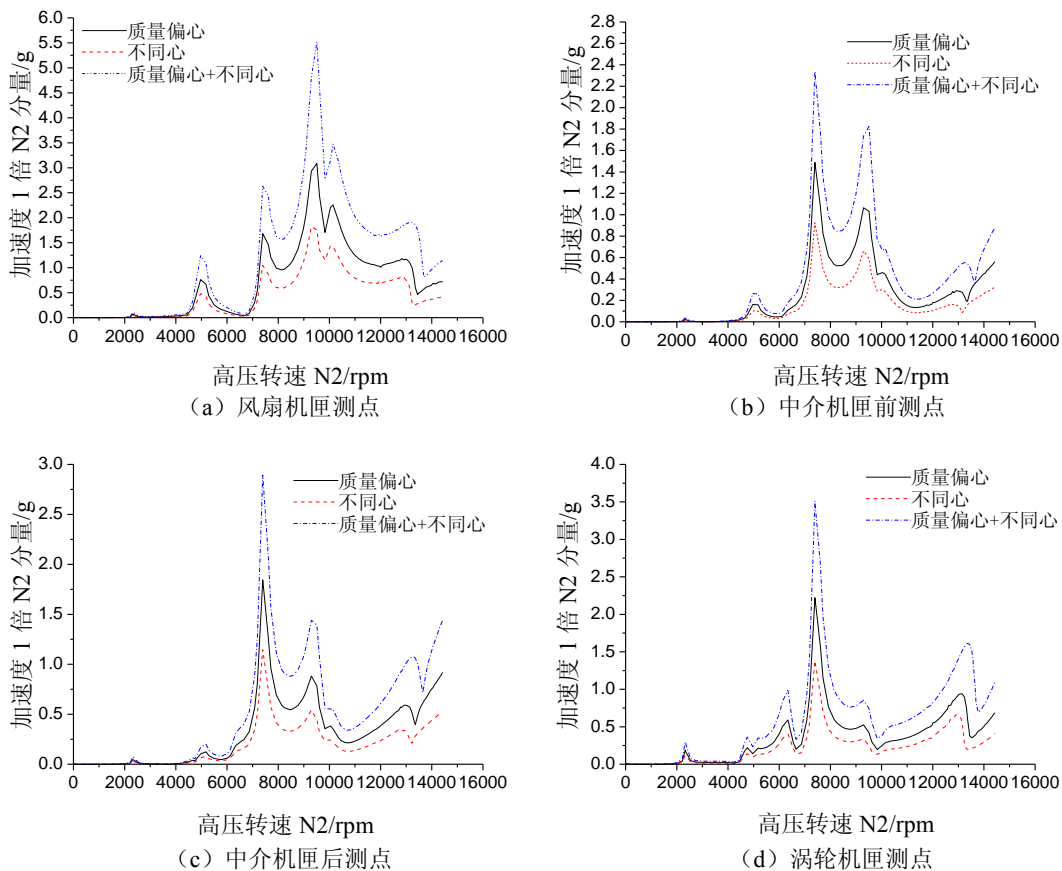 加速度 1 倍 N2 分量/g
6.0
5.5
5.0
4.5
4.0
3.5
3.0
2.5
2.0
1.5
1.0
0.5
0.0
质量偏心
不同心
质量偏心+不同心
0 2000 4000 6000 8000 10000 12000 14000 16000
高压转速 N2/rpm
（a）风扇机匣测点
加速度 1 倍 N2 分量/g
2.8
2.6
2.4
2.2
2.0
1.8
1.6
1.4
1.2
1.0
0.8
0.6
0.4
0.2
0.0
质量偏心
不同心
质量偏心+不同心
0 2000 4000 6000 8000 10000 12000 14000 16000
高压转速 N2/rpm
（b）中介机匣前测点
加速度 1 倍 N2 分量/g
3.0
2.5
2.0
1.5
1.0
0.5
0.0
质量偏心
不同心
质量偏心+不同心
0 2000 4000 6000 8000 10000 12000 14000 16000
高压转速 N2/rpm
（c）中介机匣后测点
加速度 1 倍 N2 分量/g
4.0
3.5
3.0
2.5
2.0
1.5
1.0
0.5
0.0
质量偏心
不同心
质量偏心+不同心
0 2000 4000 6000 8000 10000 12000 14000 16000
高压转速 N2/rpm
（d）涡轮机匣测点